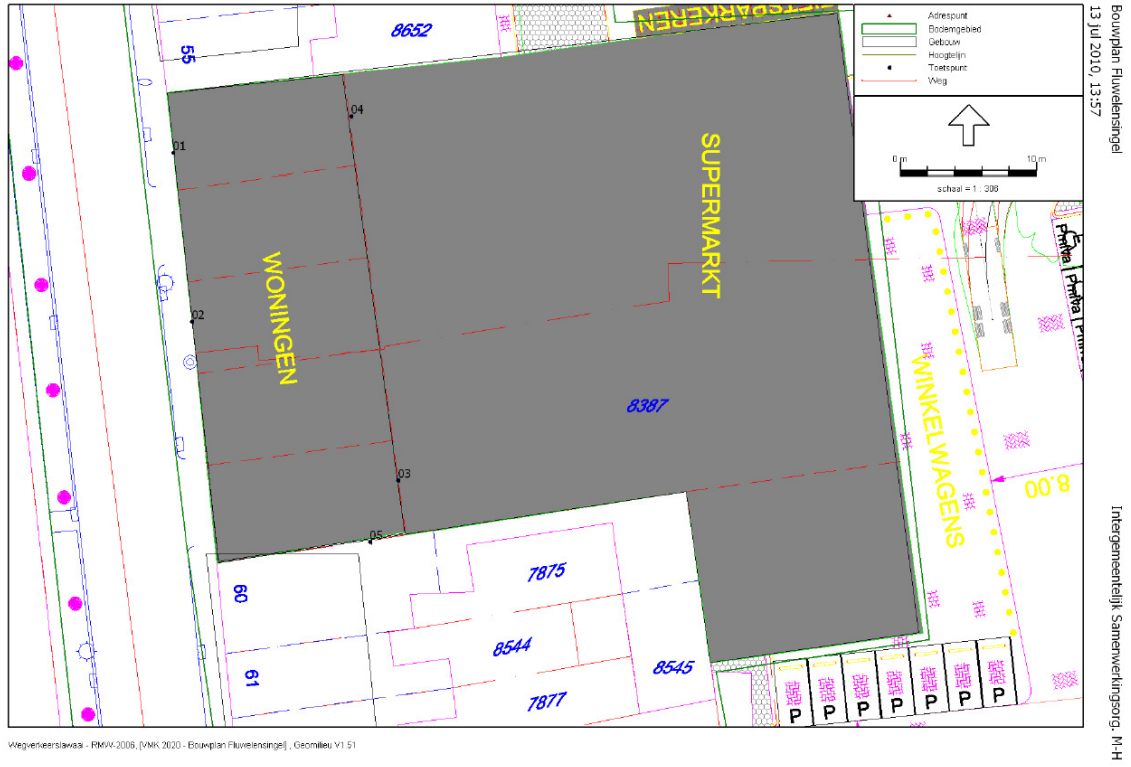 Bouwplan Fluwelensingel
13 jul 2010, 13:57
Intergemeentelijk Samenwerkingsorg. M-H
Adrespunt
Bodemgebied
Gebouw
Hoogtelijn
Toetspunt
Weg
0 m
10 m
schaal = 1 : 306
FIETSPARKEREN
8652
55
04
01
SUPERMARKT
WONINGEN
02
8387
WINKELWAGENS
8.00
03
05
7875
60
8544
8545
61
7877
P
P
P
P
P
P
P
Wegverkeerslawaai - RMW-2006, [VMK 2020 - Bouwplan Fluwelensingel] , Geomilieu V1.51